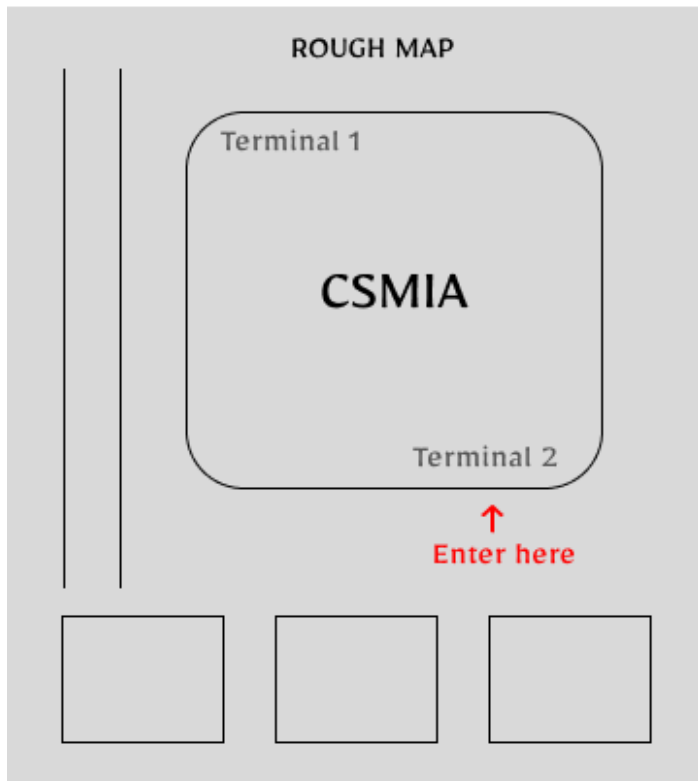 ROUGH MAP
Terminal 1
CSMIA
Terminal 2
↑
Enter here